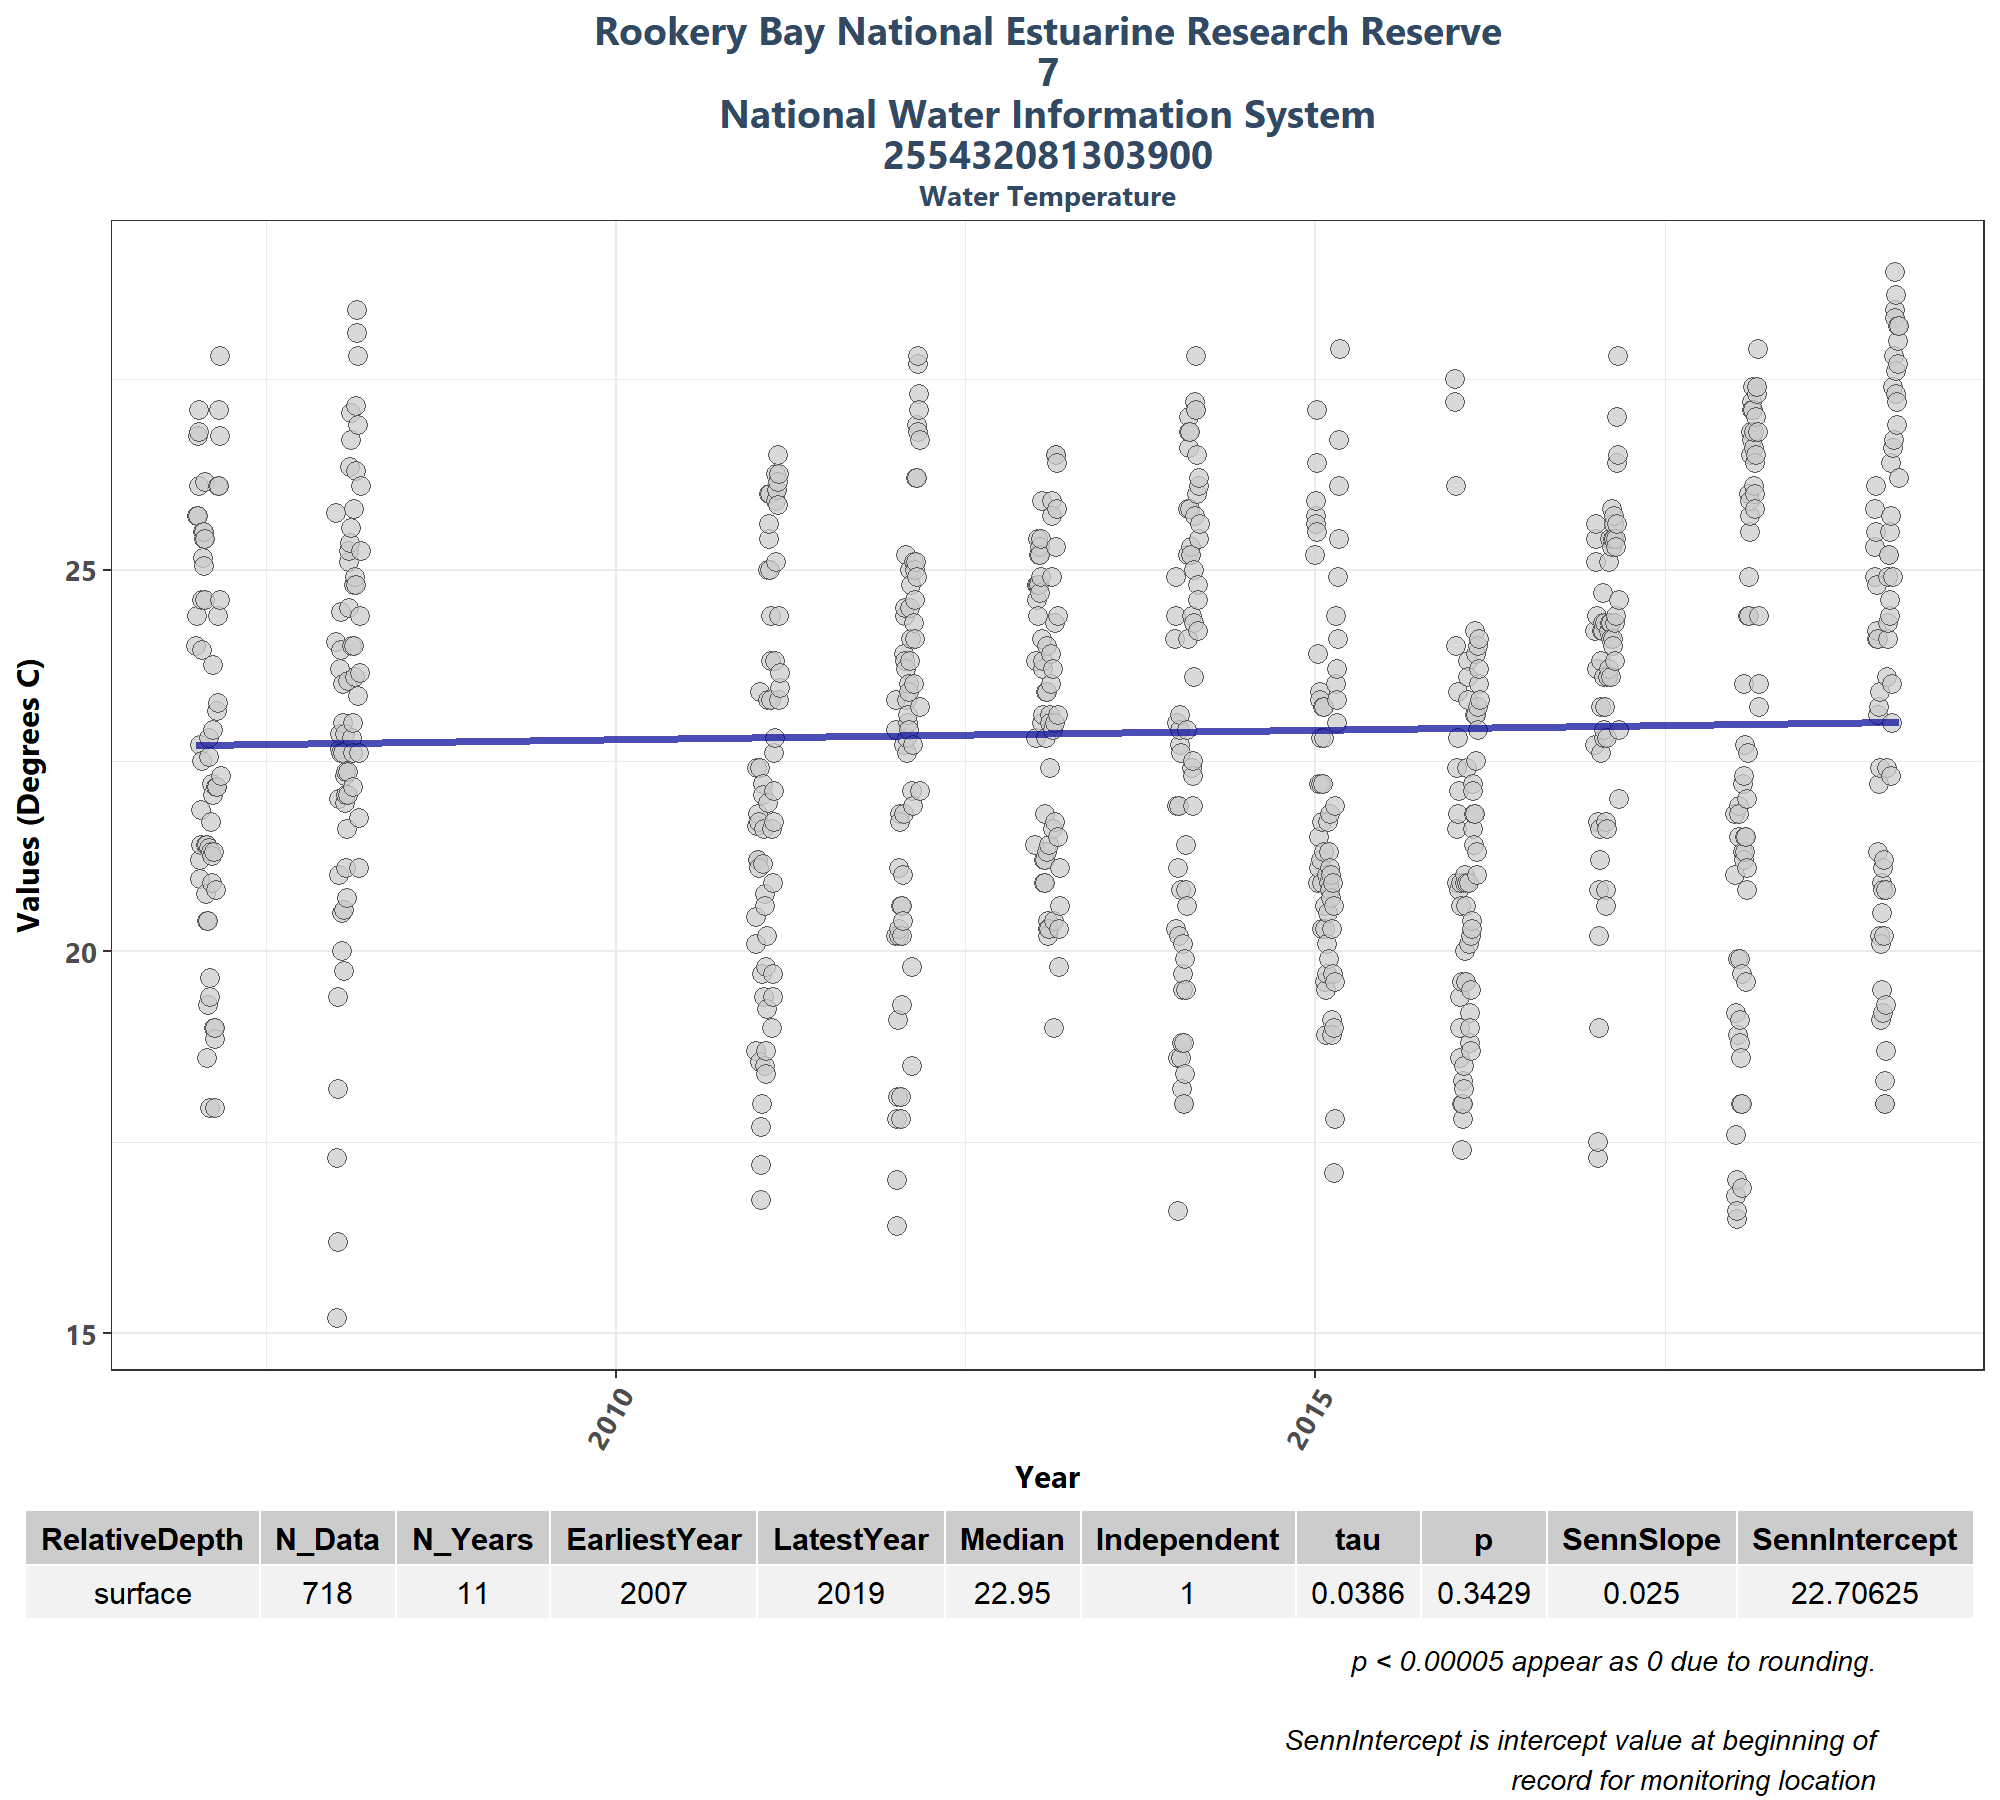 Rookery Bay National Estuarine Research Reserve
7
National Water Information System
255432081303900
Water Temperature
Values (Degrees C)
25
20
15
2010
2015
Year
RelativeDepth N_Data N_Years EarliestYear LatestYear Median Independent tau p SennSlope SennIntercept
surface 718 11 2007 2019 22.95 1 0.0386 0.3429 0.025 22.70625
p < 0.00005 appear as 0 due to rounding.
SennIntercept is intercept value at beginning of
record for monitoring location